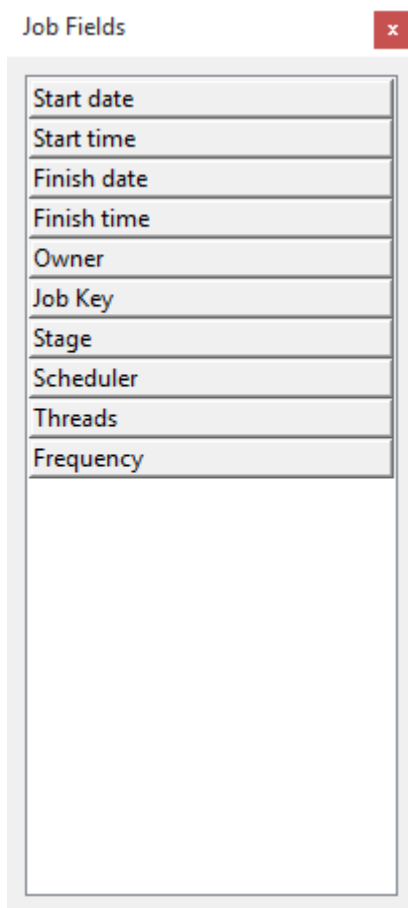 Job Fields
x
Start date
Start time
Finish date
Finish time
Owner
Job Key
Stage
Scheduler
Threads
Frequency